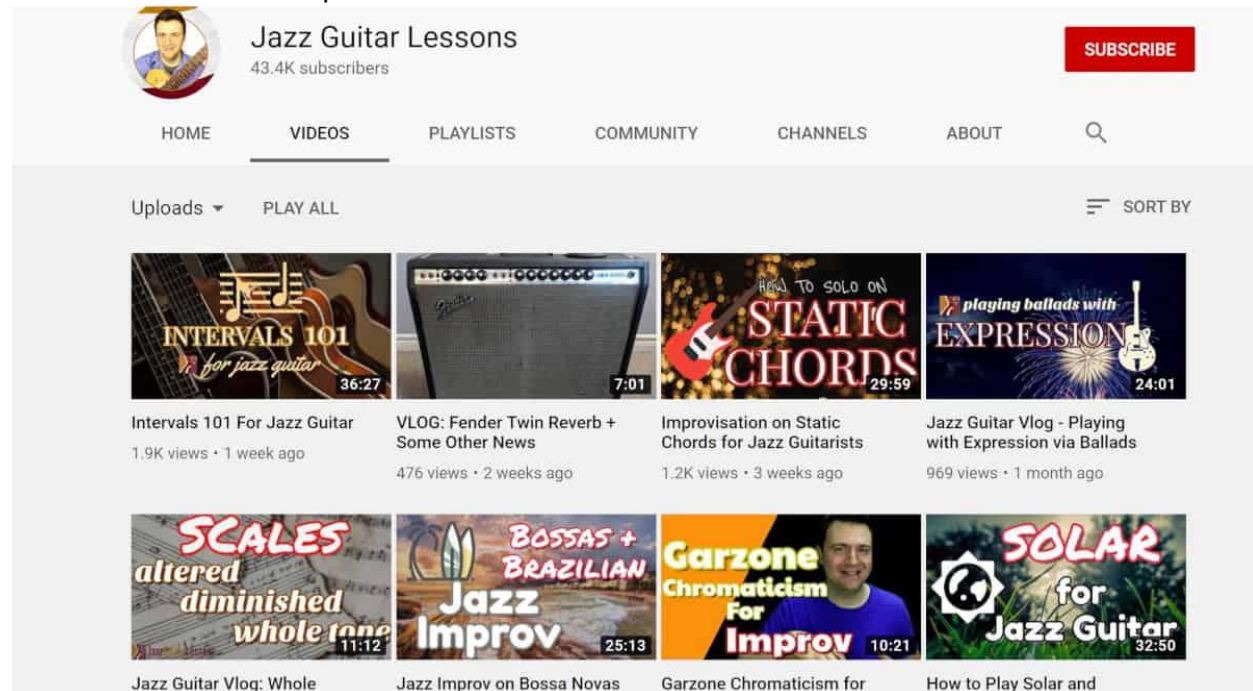 Jazz Guitar Lessons
43.4K subscribers
SUBSCRIBE
HOME VIDEOS PLAYLISTS COMMUNITY CHANNELS ABOUT
Uploads PLAY ALL SORT BY
INTERVALS 101
for jazz guitar
36:27
Fender
7:01
HOW TO SOLO ON
STATIC
CHORDS
29:59
playing ballads with
EXPRESSION
24:01
Intervals 101 For Jazz Guitar
1.9K views • 1 week ago
VLOG: Fender Twin Reverb +
Some Other News
476 views • 2 weeks ago
Improvisation on Static
Chords for Jazz Guitarists
1.2K views • 3 weeks ago
Jazz Guitar Vlog - Playing
with Expression via Ballads
969 views • 1 month ago
SCALES
altered
diminished
whole tone
11:12
BOSSAS +
BRAZILIAN
Jazz
Improv
25:13
Garzone
Chromaticism
For
Improv
10:21
SOLAR
for
Jazz Guitar
32:50
Jazz Guitar Vlog: Whole
Jazz Improv on Bossa Novas
Garzone Chromaticism for
How to Play Solar and